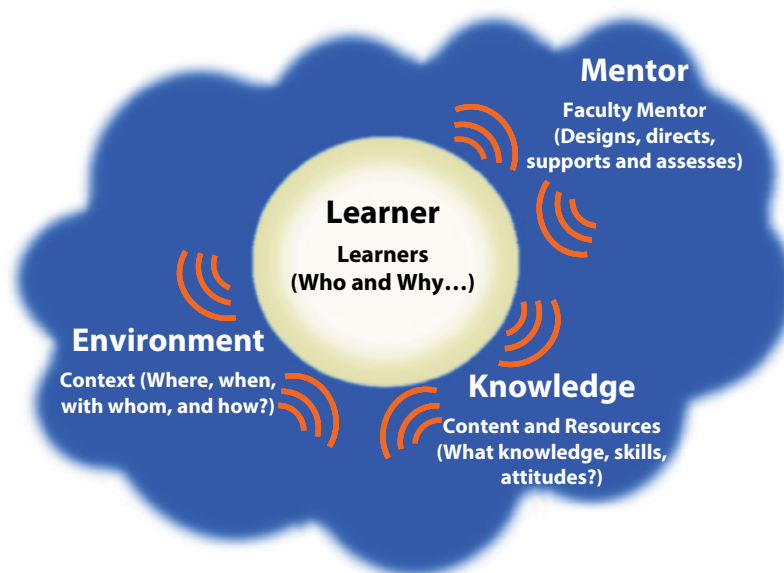 Mentor
Faculty Mentor
(Designs, directs,
supports and assesses)
Learner
Learners
(Who and Why…)
Environment
Context (Where, when,
with whom, and how?)
Knowledge
Content and Resources
(What knowledge, skills,
attitudes?)